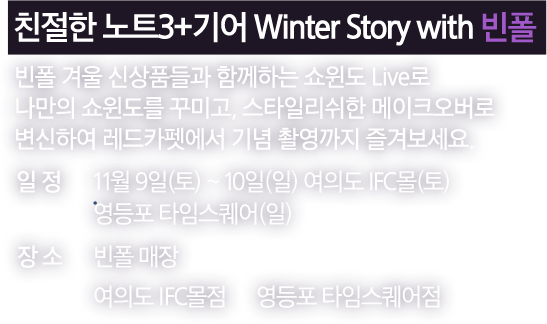 친절한 노트3+기어 Winter Story with 빈폴
빈폴 겨울 신상품들과 함께하는 쇼윈도 Live로
나만의 쇼윈도를 꾸미고, 스타일리쉬한 메이크오버로
변신하여 레드카펫에서 기념 촬영까지 즐겨보세요.
일 정 11월 9일(토) ~ 10일(일) 여의도 IFC몰(토)
영등포 타임스퀘어(일)
장 소 빈폴 매장
여의도 IFC몰점 영등포 타임스퀘어점